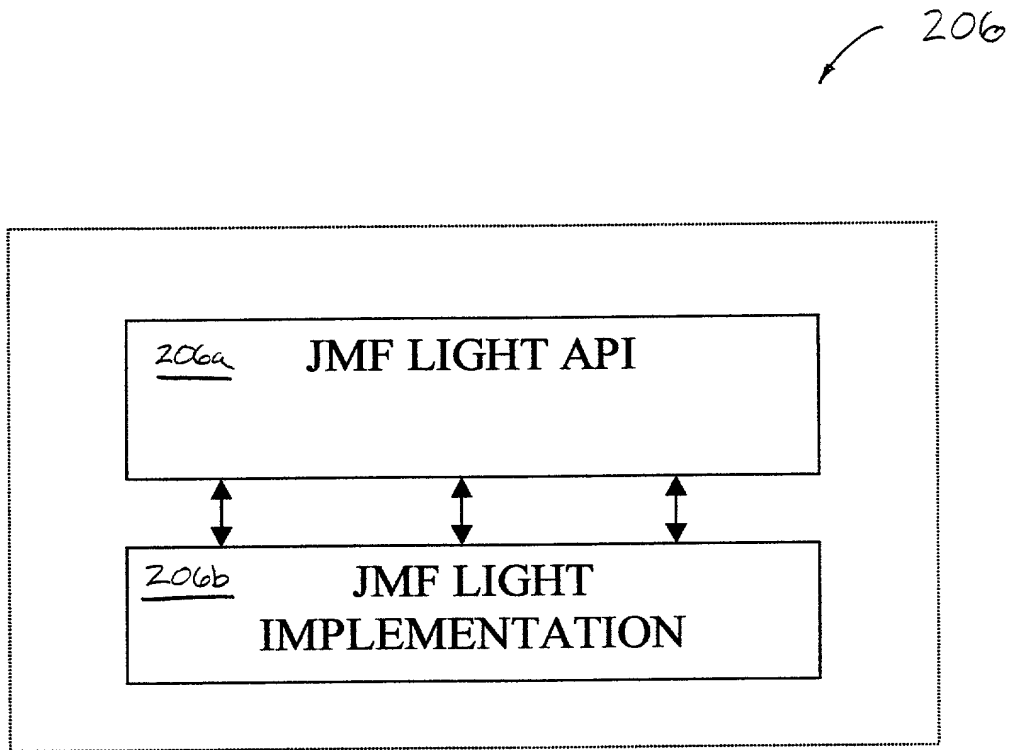 206
206a JMF LIGHT API
206b JMF LIGHT
IMPLEMENTATION